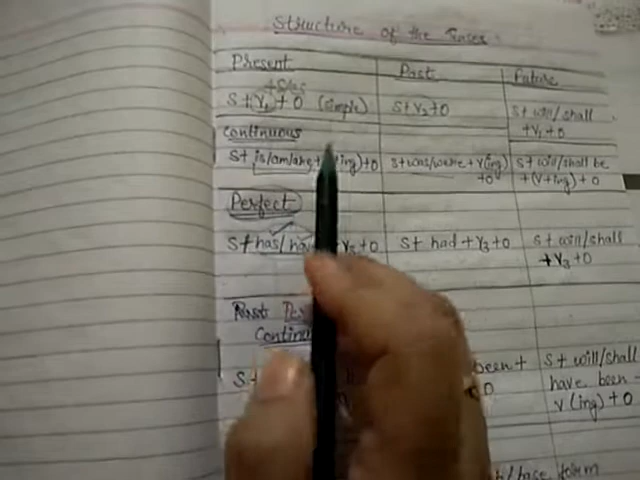 Structure of the Tenses
Present Past Future
+s/es
S+V1+O (simple) S+V2+O S+will/shall
+V1+O
Continuous
S+ is/am/are+ (ing)+O S+was/were+V(ing) S+will/shall be
+O +(V+ing)+O
Perfect
S+has/hav +V3+O S+ had +V3+O S+will/shall
+V3+O
Continu
S+ been+ S+ will/shall
O have been
V(ing)+O
form